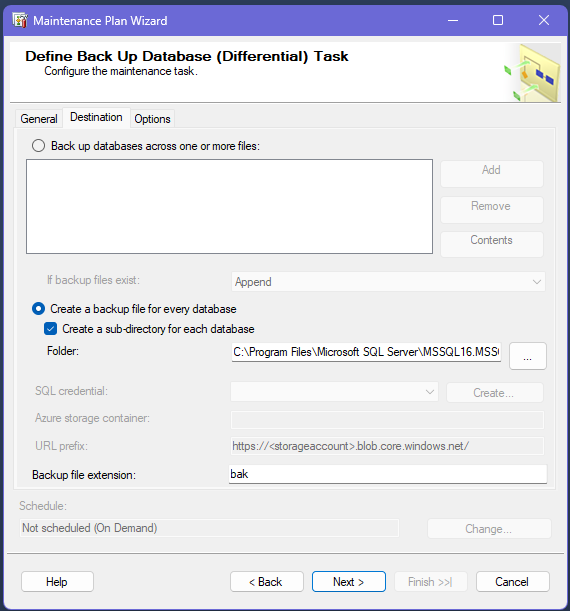 Maintenance Plan Wizard
Define Back Up Database (Differential) Task
Configure the maintenance task.
General Destination Options
Back up databases across one or more files:
Add
Remove
Contents
If backup files exist: Append
Create a backup file for every database
Create a sub-directory for each database
Folder: C:\Program Files\Microsoft SQL Server\MSSQL16.MSS ...
SQL credential: Create...
Azure storage container:
URL prefix: https://<storageaccount>.blob.core.windows.net/
Backup file extension: bak
Schedule:
Not scheduled (On Demand) Change...
Help < Back Next > Finish >>| Cancel